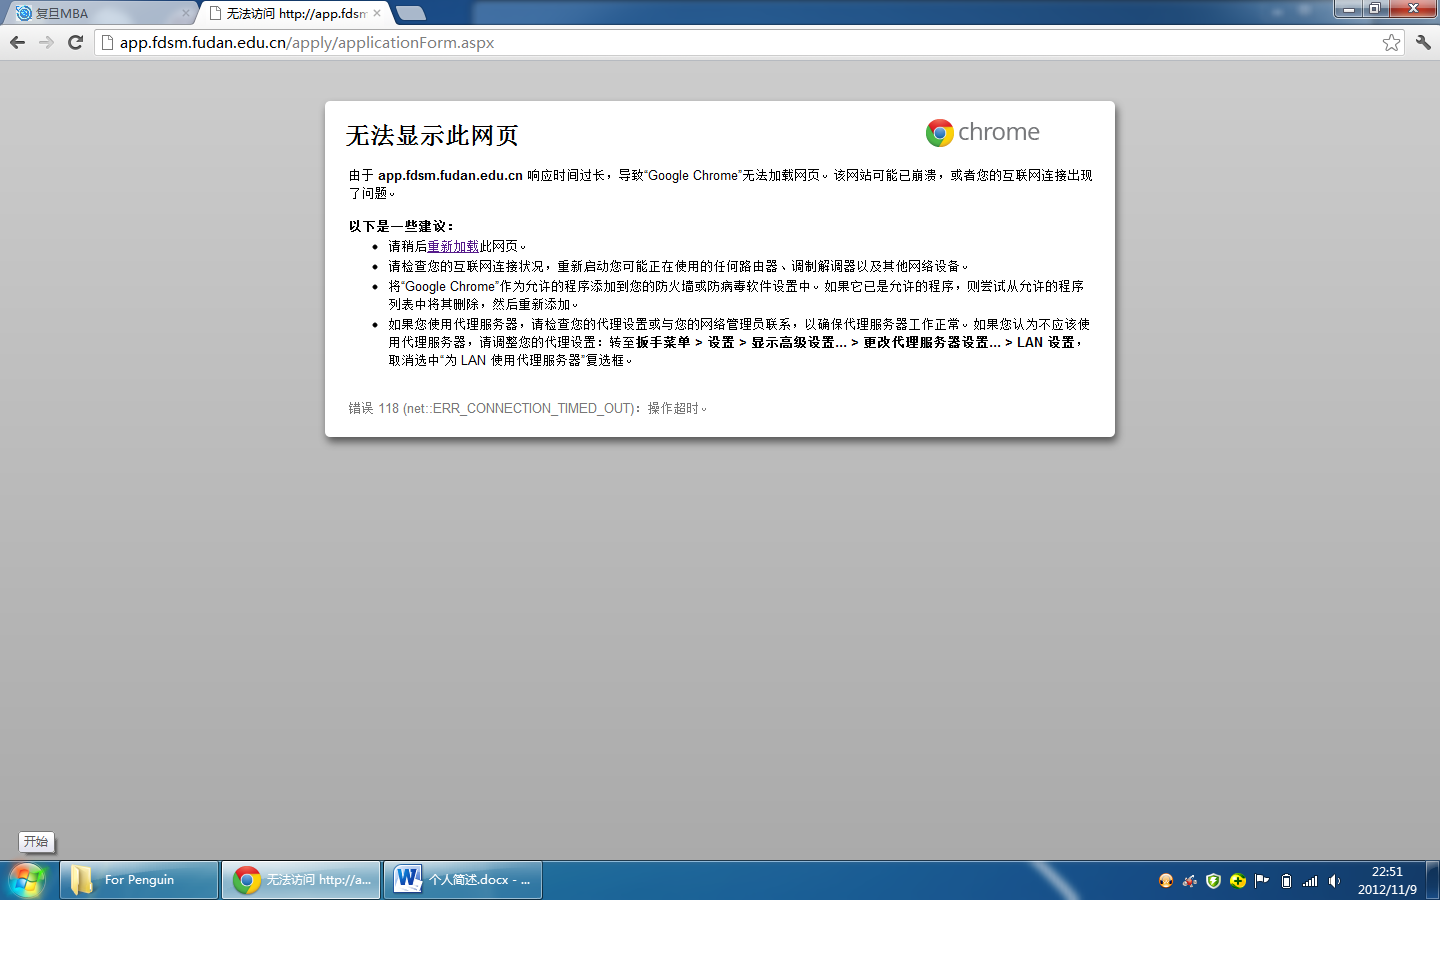 复旦MBA
无法访问 http://app.fdsm
app.fdsm.fudan.edu.cn/apply/applicationForm.aspx
无法显示此网页
chrome
由于 app.fdsm.fudan.edu.cn 响应时间过长，导致“Google Chrome”无法加载网页。该网站可能已崩溃，或者您的互联网连接出现
了问题。
以下是一些建议：
请稍后重新加载此网页。
请检查您的互联网连接状况，重新启动您可能正在使用的任何路由器、调制解调器以及其他网络设备。
将“Google Chrome”作为允许的程序添加到您的防火墙或防病毒软件设置中。如果它已是允许的程序，则尝试从允许的程序
列表中将其删除，然后重新添加。
如果您使用代理服务器，请检查您的代理设置或与您的网络管理员联系，以确保代理服务器工作正常。如果您认为不应该使
用代理服务器，请调整您的代理设置：转至扳手菜单 > 设置 > 显示高级设置... > 更改代理服务器设置... > LAN 设置，
取消选中“为 LAN 使用代理服务器”复选框。
错误 118 (net::ERR_CONNECTION_TIMED_OUT)：操作超时。
开始
For Penguin
无法访问 http://a...
个人简述.docx - ...
22:51
2012/11/9